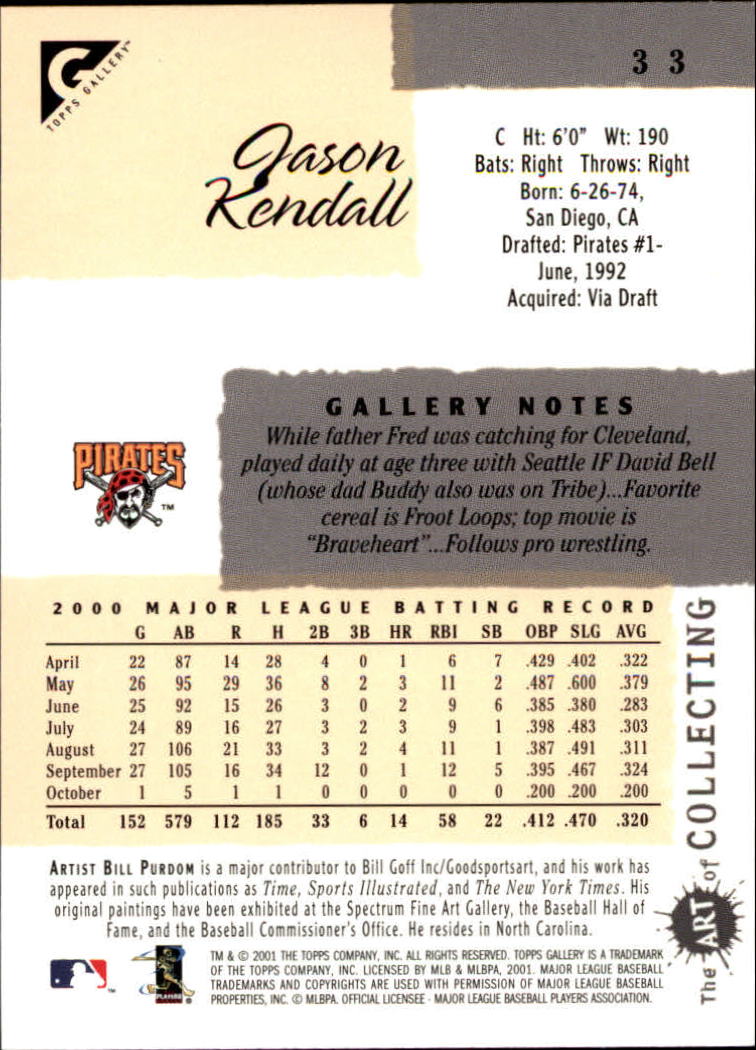 33
G
TOPPS GALLERY™
Jason
Kendall
C Ht: 6'0" Wt: 190
Bats: Right Throws: Right
Born: 6-26-74,
San Diego, CA
Drafted: Pirates #1-
June, 1992
Acquired: Via Draft
GALLERY NOTES
While father Fred was catching for Cleveland,
played daily at age three with Seattle IF David Bell
(whose dad Buddy also was on Tribe)...Favorite
cereal is Froot Loops; top movie is
"Braveheart"...Follows pro wrestling.
PIRATES
™
2000 MAJOR LEAGUE BATTING RECORD
G AB R H 2B 3B HR RBI SB OBP SLG AVG
April 22 87 14 28 4 0 1 6 7 .429 .402 .322
May 26 95 29 36 8 2 3 11 2 .487 .600 .379
June 25 92 15 26 3 0 2 9 6 .385 .380 .283
July 24 89 16 27 3 2 3 9 1 .398 .483 .303
August 27 106 21 33 3 2 4 11 1 .387 .491 .311
September 27 105 16 34 12 0 1 12 5 .395 .467 .324
October 1 5 1 1 0 0 0 0 0 .200 .200 .200
Total 152 579 112 185 33 6 14 58 22 .412 .470 .320
The ART of COLLECTING
ARTIST BILL PURDOM is a major contributor to Bill Goff Inc/Goodsportsart, and his work has
appeared in such publications as Time, Sports Illustrated, and The New York Times. His
original paintings have been exhibited at the Spectrum Fine Art Gallery, the Baseball Hall of
Fame, and the Baseball Commissioner's Office. He resides in North Carolina.
TM & © 2001 THE TOPPS COMPANY, INC. ALL RIGHTS RESERVED. TOPPS GALLERY IS A TRADEMARK
OF THE TOPPS COMPANY, INC. LICENSED BY MLB & MLBPA, 2001. MAJOR LEAGUE BASEBALL
TRADEMARKS AND COPYRIGHTS ARE USED WITH PERMISSION OF MAJOR LEAGUE BASEBALL
PROPERTIES, INC. © MLBPA. OFFICIAL LICENSEE - MAJOR LEAGUE BASEBALL PLAYERS ASSOCIATION.
™
PLAYERS
®